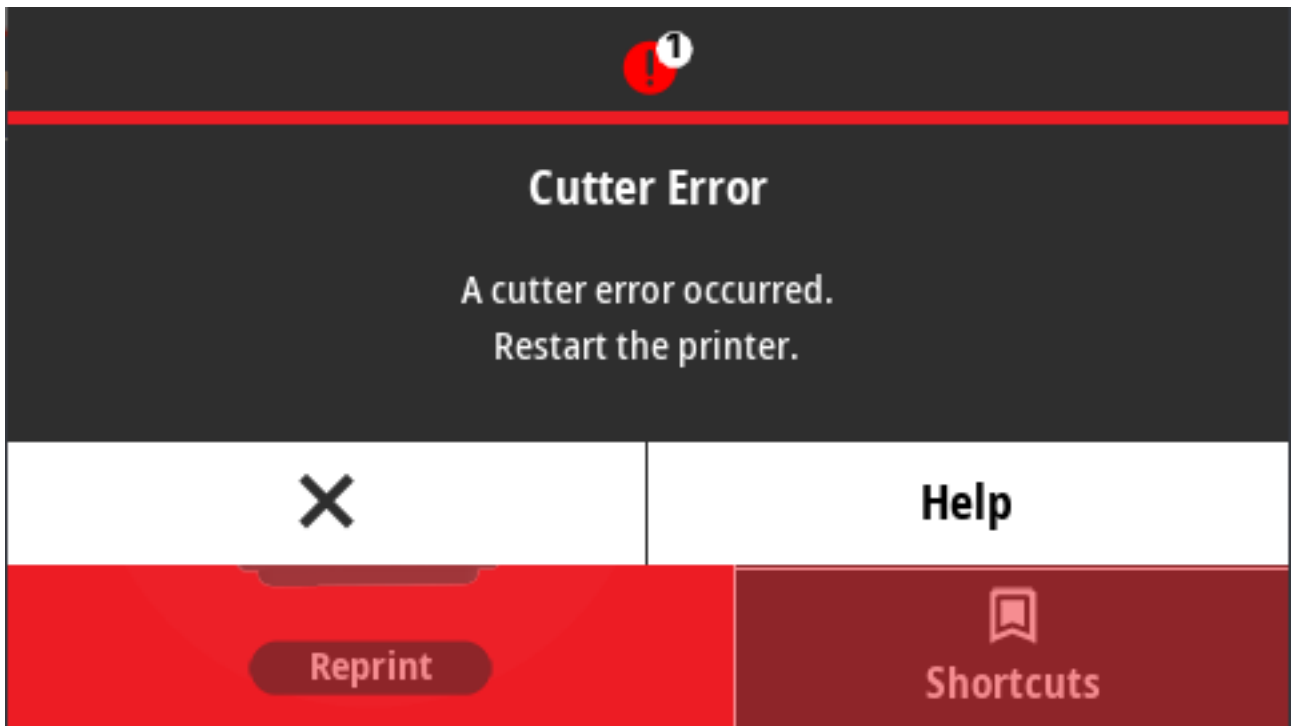 1
Cutter Error
A cutter error occurred.
Restart the printer.
Help
Reprint
Shortcuts